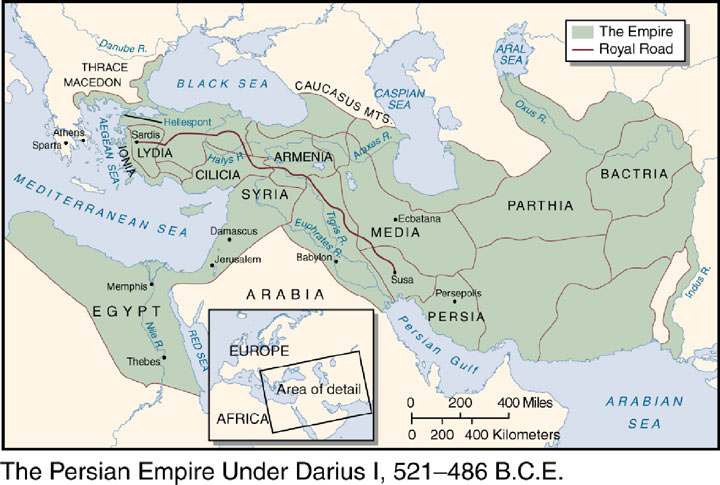 The Empire
Royal Road
Danube R.
THRACE
MACEDON
BLACK SEA
CAUCASUS MTS.
CASPIAN
SEA
ARAL
SEA
Oxus R.
Hellespont
Athens
Sparta
AEGEAN SEA
IONIA
Sardis
LYDIA
Halys R.
CILICIA
ARMENIA
Araxes R.
BACTRIA
PARTHIA
SYRIA
MEDITERRANEAN SEA
Ecbatana
MEDIA
Tigris R.
Euphrates R.
Damascus
Jerusalem
Babylon
Susa
Indus R.
Memphis
EGYPT
Nile R.
Thebes
RED SEA
ARABIA
Persepolis
PERSIA
Persian Gulf
ARABIAN
SEA
EUROPE
Area of detail
AFRICA
0 200 400 Miles
0 200 400 Kilometers
The Persian Empire Under Darius I, 521–486 B.C.E.